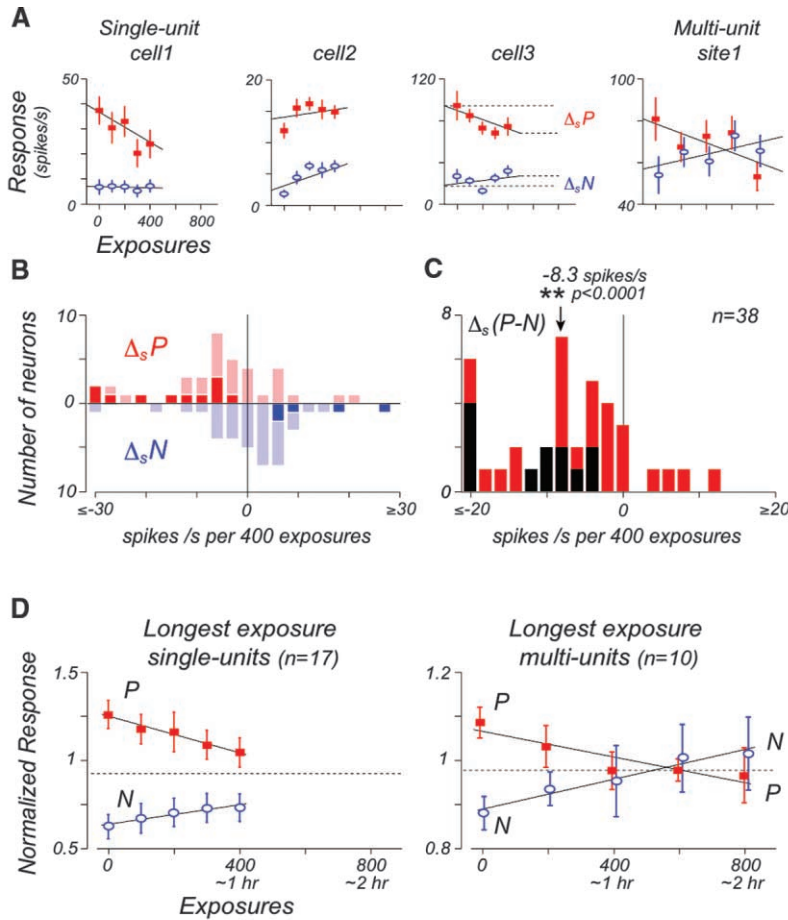 A
Single-unit
cell1
cell2
cell3
Multi-unit
site1
Response
(spikes/s)
50
0
20
0
120
0
100
40
ΔsP
ΔsN
0 400 800
Exposures
B
Number of neurons
10
0
10
ΔsP
ΔsN
≤-30 0 ≥30
spikes /s per 400 exposures
C
-8.3 spikes/s
** p<0.0001
Δs(P-N)
n=38
8
0
≤-20 0 ≥20
spikes /s per 400 exposures
D
Longest exposure
single-units (n=17)
Normalized Response
1.5
1
0.5
P
N
0 400 800
~1 hr ~2 hr
Exposures
Longest exposure
multi-units (n=10)
1.2
1
0.8
P
N
N
P
0 400 800
~1 hr ~2 hr